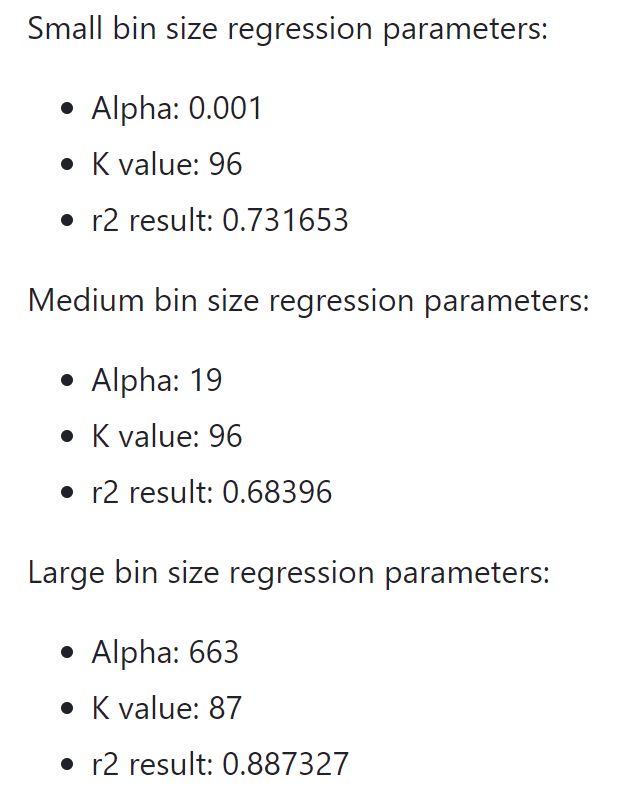 Small bin size regression parameters:
• Alpha: 0.001
• K value: 96
• r2 result: 0.731653
Medium bin size regression parameters:
• Alpha: 19
• K value: 96
• r2 result: 0.68396
Large bin size regression parameters:
• Alpha: 663
• K value: 87
• r2 result: 0.887327